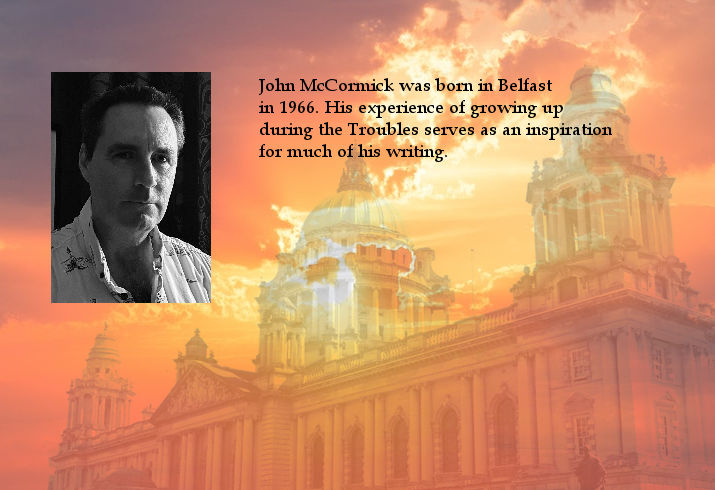 John McCormick was born in Belfast
in 1966. His experience of growing up
during the Troubles serves as an inspiration
for much of his writing.